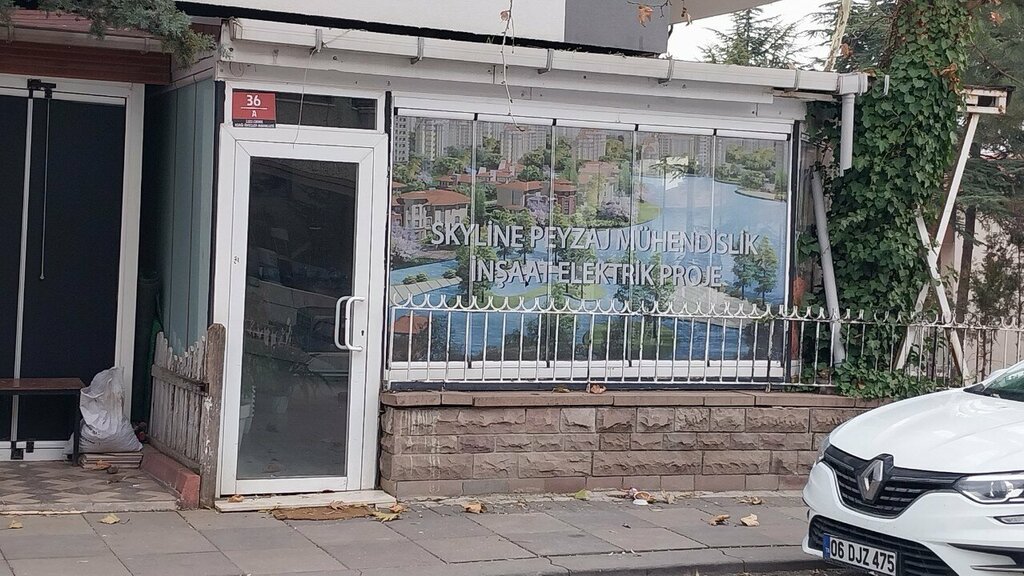 36
A
SKYLINE PEYZAJ MÜHENDİSLİK
İNŞAAT ELEKTRİK PROJE
06 DJZ 475